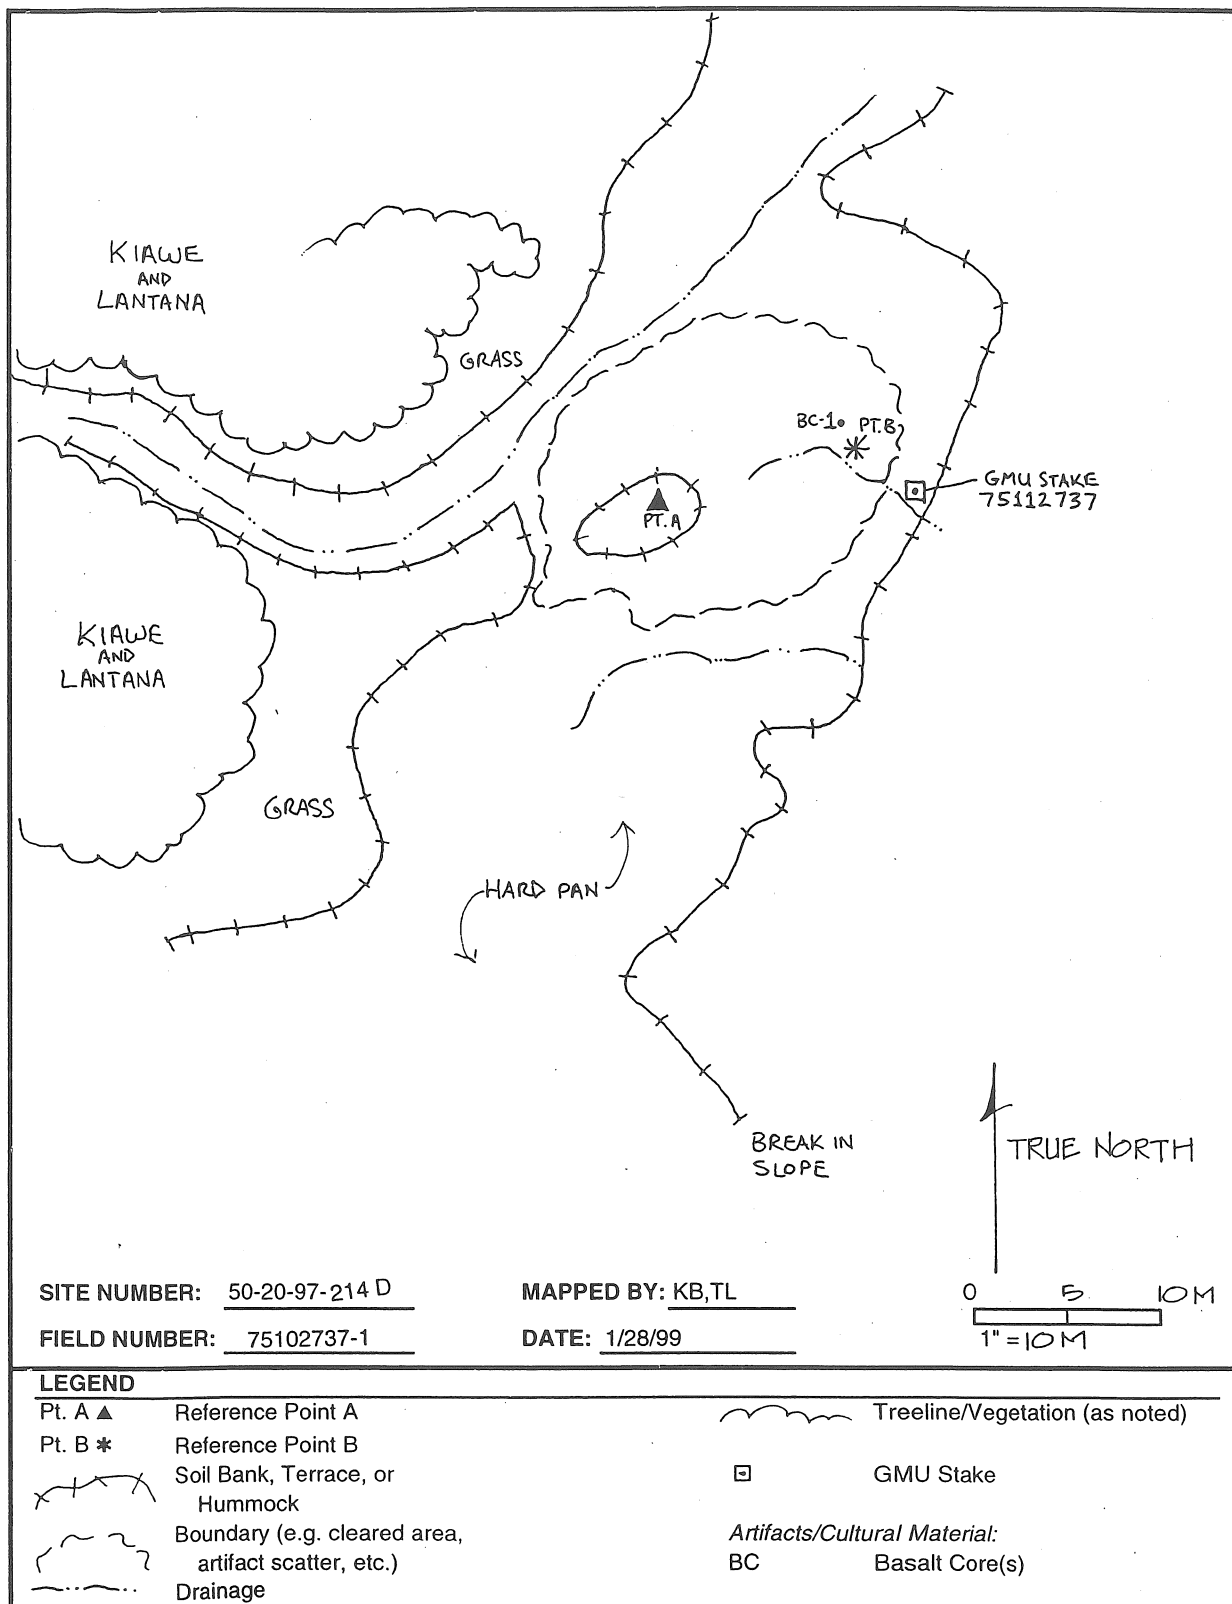 KIAWE
AND
LANTANA
GRASS
BC-1 PT.B
GMU STAKE
75112737
PT.A
KIAWE
AND
LANTANA
GRASS
HARD PAN
BREAK IN
SLOPE
TRUE NORTH
SITE NUMBER: 50-20-97-214 D
MAPPED BY: KB,TL
0 5 10 M
FIELD NUMBER: 75102737-1
DATE: 1/28/99
1" = 10 M
LEGEND
Pt. A ▲ Reference Point A
Pt. B * Reference Point B
Soil Bank, Terrace, or
Hummock
Boundary (e.g. cleared area,
artifact scatter, etc.)
Drainage
Treeline/Vegetation (as noted)
GMU Stake
Artifacts/Cultural Material:
BC Basalt Core(s)